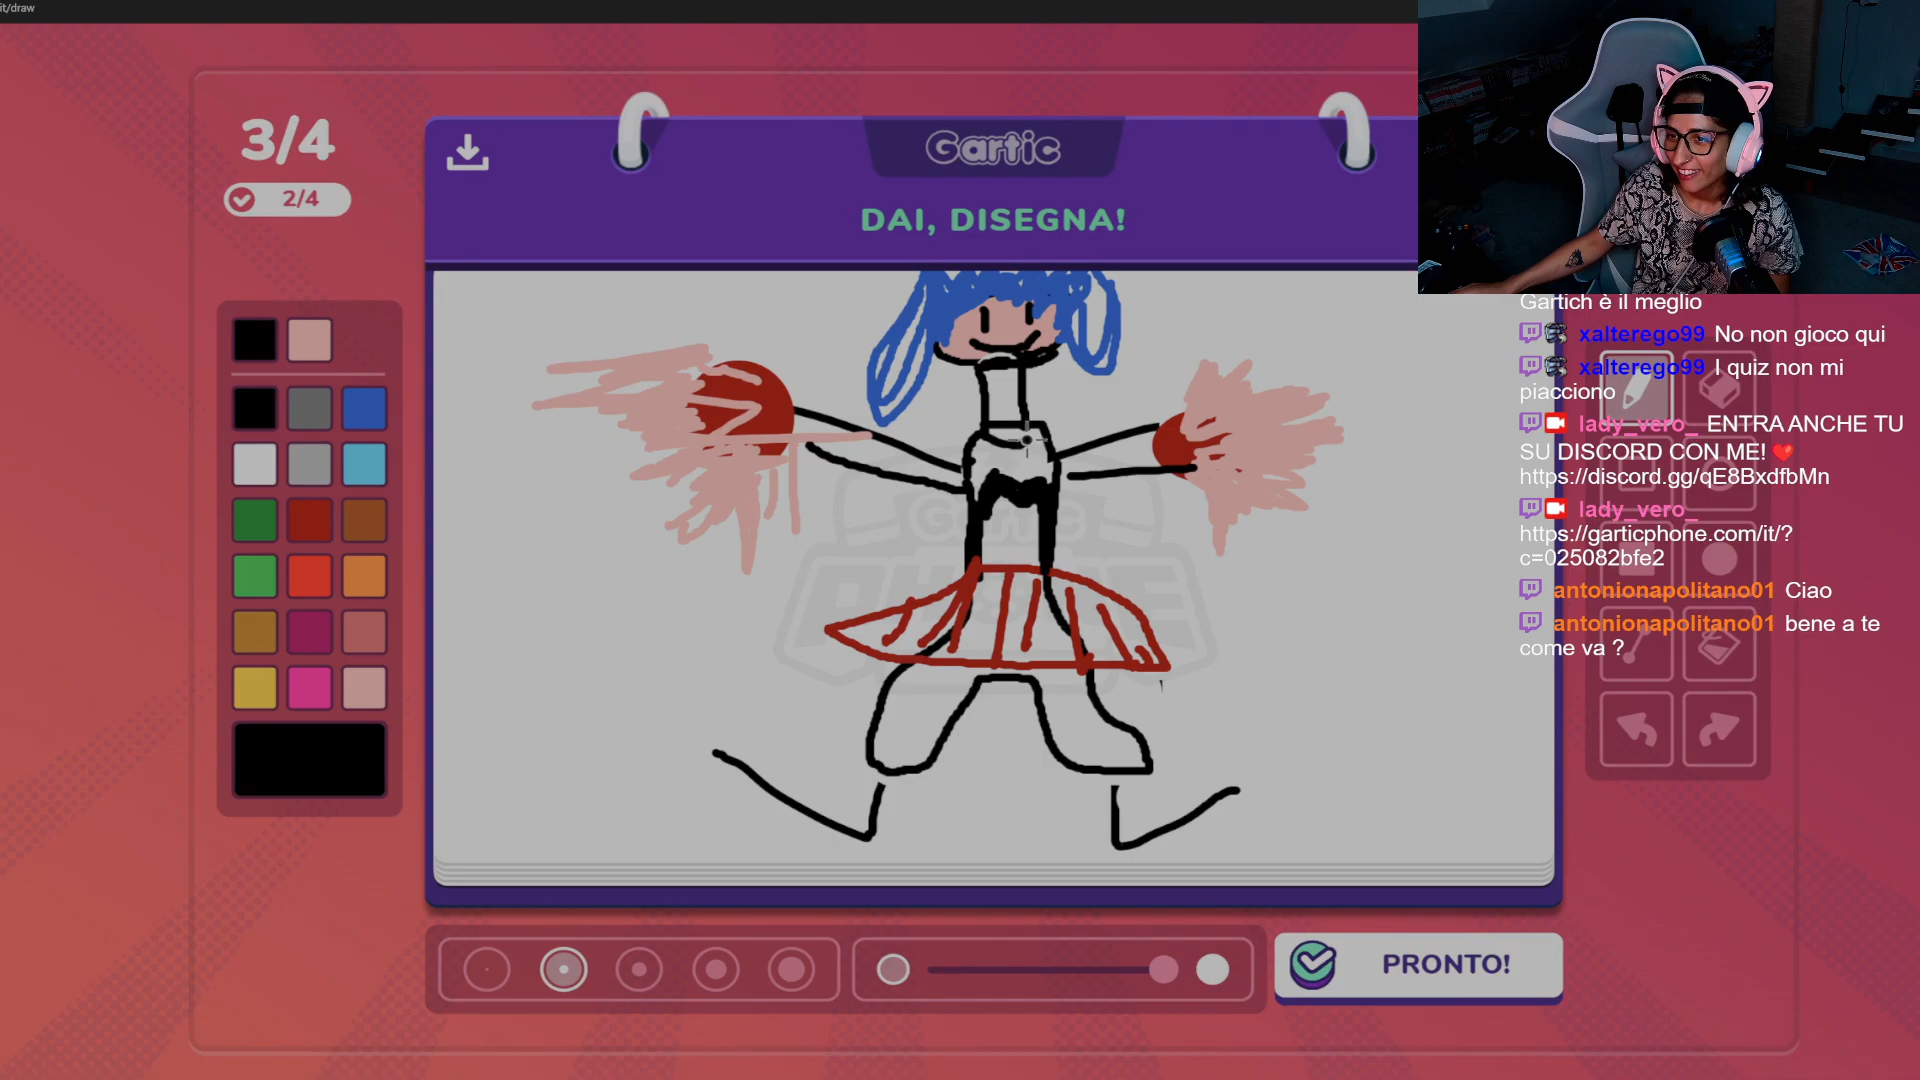 it/draw
3/4
2/4
Gartic
DAI, DISEGNA!
Gartich è il meglio
xalterego99 No non gioco qui
xalterego99 I quiz non mi
piacciono
lady_vero_ ENTRA ANCHE TU
SU DISCORD CON ME!
https://discord.gg/qE8BxdfbMn
lady_vero_
https://garticphone.com/it/?
c=025082bfe2
antonionapolitano01 Ciao
antonionapolitano01 bene a te
come va ?
Gartic
PHONE
PRONTO!